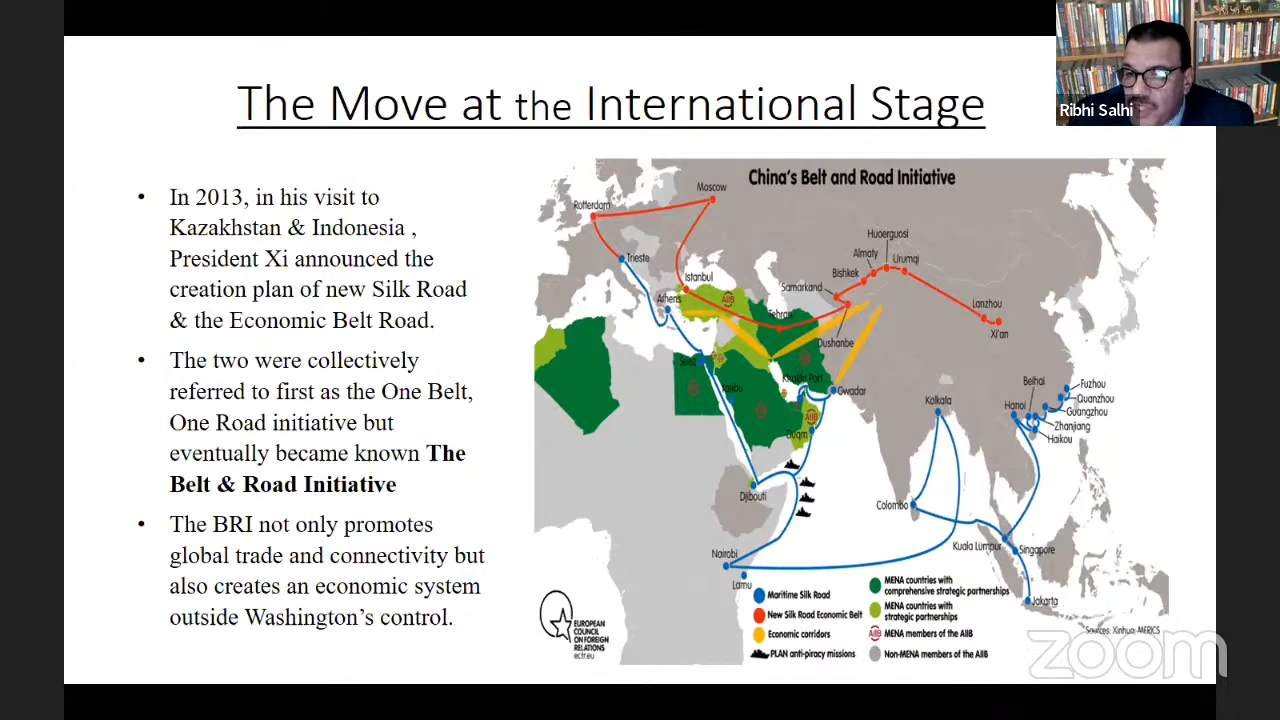 The Move at the International Stage
Ribhi Salhi
• In 2013, in his visit to
Kazakhstan & Indonesia ,
President Xi announced the
creation plan of new Silk Road
& the Economic Belt Road.
• The two were collectively
referred to first as the One Belt,
One Road initiative but
eventually became known The
Belt & Road Initiative
• The BRI not only promotes
global trade and connectivity but
also creates an economic system
outside Washington's control.
China's Belt and Road Initiative
Moscow
Rotterdam
Huoerguosi
Trieste
Almaty
Urumqi
Istanbul
Bishkek
Samarkand
Athens
AIIB
Lanzhou
Tehran
Xi'an
Dushanbe
Suez
Khalifa Port
Beihai
Fuzhou
Yanbu
Gwadar
Kolkata
Quanzhou
Hanoi
Guangzhou
AIIB
Zhanjiang
Duqm
Haikou
Djibouti
Colombo
Nairobi
Kuala Lumpur
Singapore
Lamu
Jakarta
Maritime Silk Road
New Silk Road Economic Belt
Economic corridors
PLAN anti-piracy missions
MENA countries with
comprehensive strategic partnerships
MENA countries with
strategic partnerships
AIIB MENA members of the AIIB
Non-MENA members of the AIIB
EUROPEAN
COUNCIL
ON FOREIGN
RELATIONS
ecfr.eu
Sources: Xinhua, MERICS
zoom